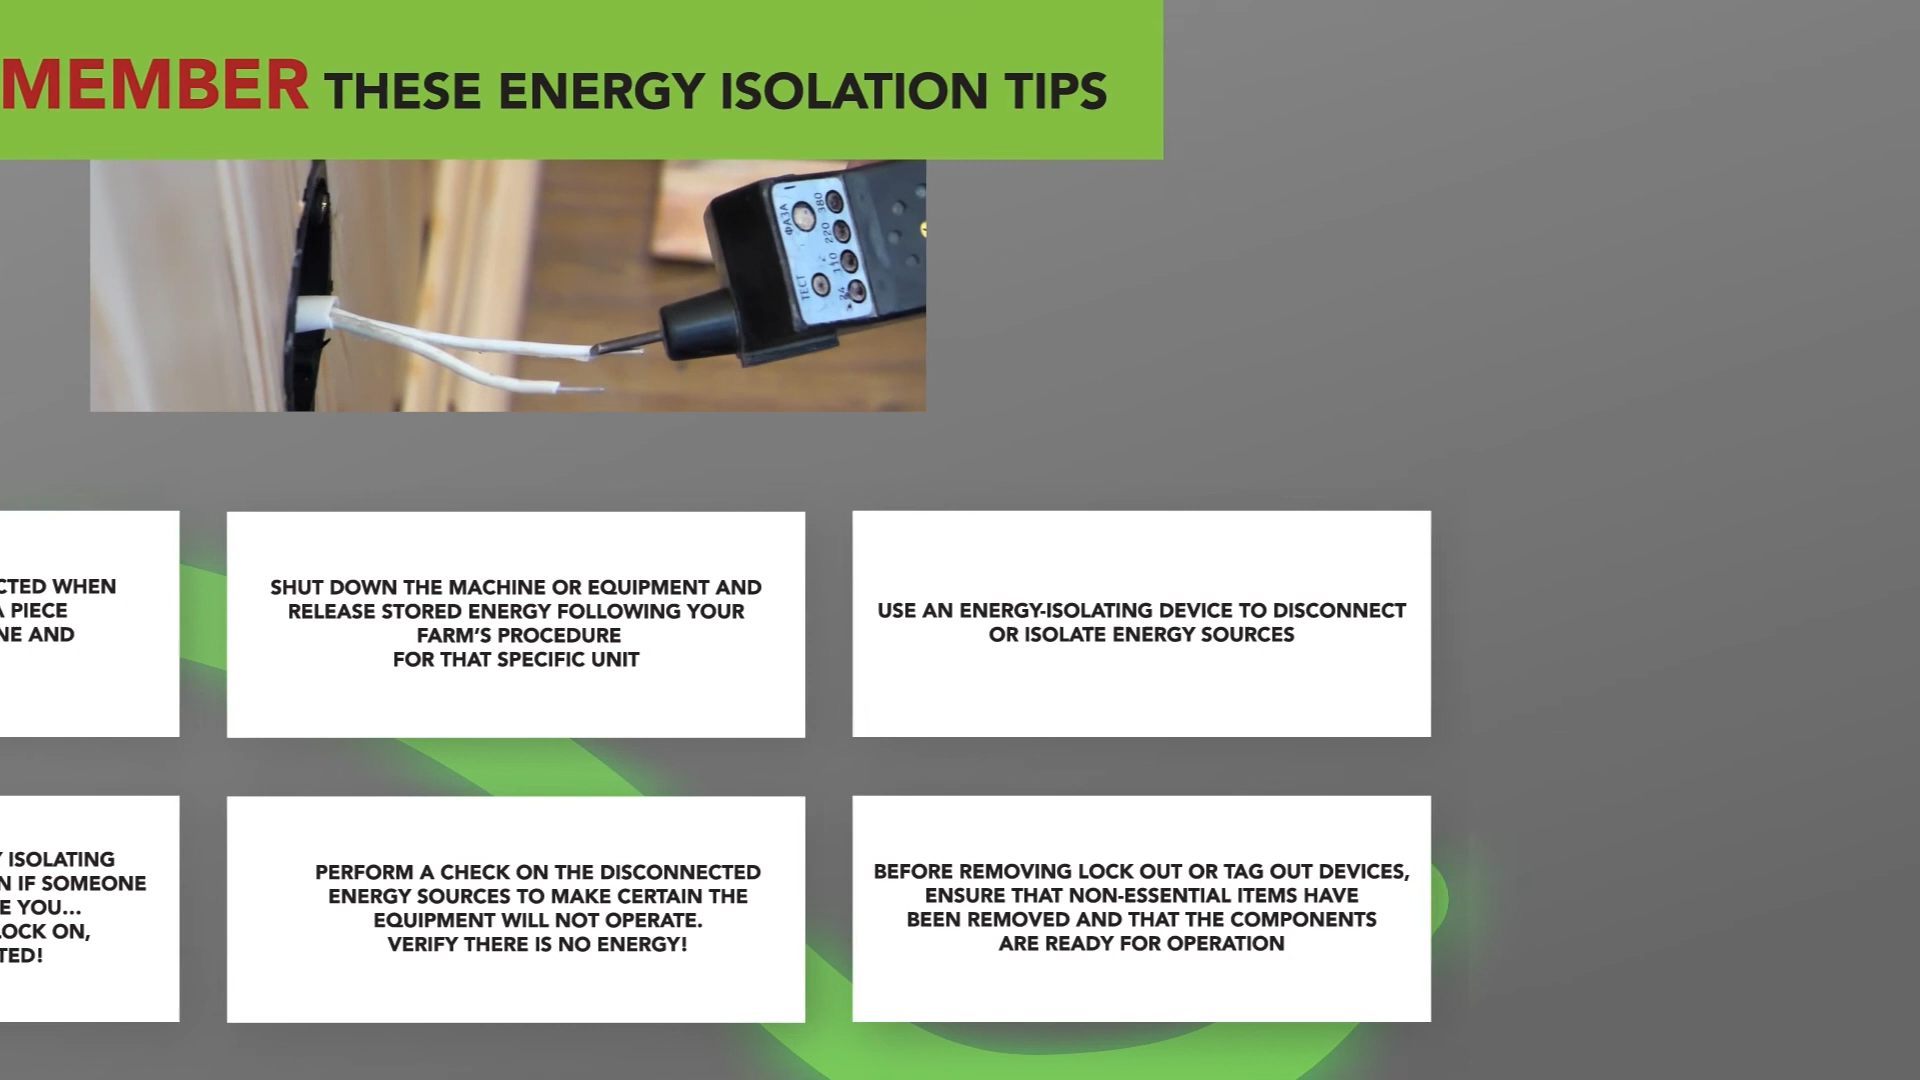 MEMBER THESE ENERGY ISOLATION TIPS
ФАЗА
380
220
110
24
ТЕСТ
CTED WHEN
A PIECE
NE AND
SHUT DOWN THE MACHINE OR EQUIPMENT AND
RELEASE STORED ENERGY FOLLOWING YOUR
FARM'S PROCEDURE
FOR THAT SPECIFIC UNIT
USE AN ENERGY-ISOLATING DEVICE TO DISCONNECT
OR ISOLATE ENERGY SOURCES
Y ISOLATING
N IF SOMEONE
E YOU...
LOCK ON,
TED!
PERFORM A CHECK ON THE DISCONNECTED
ENERGY SOURCES TO MAKE CERTAIN THE
EQUIPMENT WILL NOT OPERATE.
VERIFY THERE IS NO ENERGY!
BEFORE REMOVING LOCK OUT OR TAG OUT DEVICES,
ENSURE THAT NON-ESSENTIAL ITEMS HAVE
BEEN REMOVED AND THAT THE COMPONENTS
ARE READY FOR OPERATION